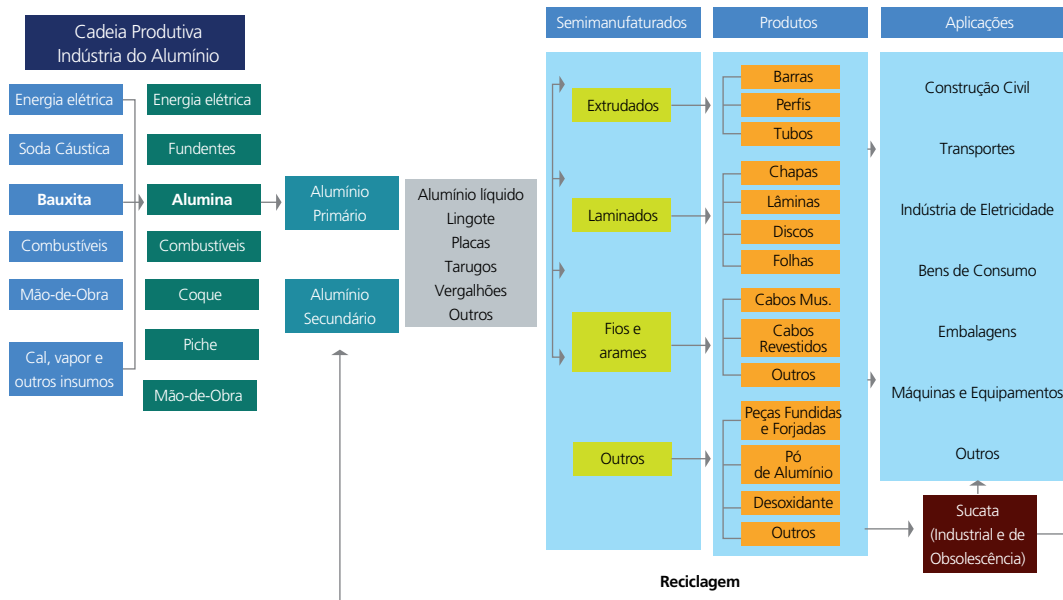 Cadeia Produtiva
Indústria do Alumínio
Energia elétrica
Soda Cáustica
Bauxita
Combustíveis
Mão-de-Obra
Cal, vapor e
outros insumos
Energia elétrica
Fundentes
Alumina
Combustíveis
Coque
Piche
Mão-de-Obra
Alumínio
Primário
Alumínio
Secundário
Alumínio líquido
Lingote
Placas
Tarugos
Vergalhões
Outros
Semimanufaturados
Extrudados
Laminados
Fios e
arames
Outros
Produtos
Barras
Perfis
Tubos
Chapas
Lâminas
Discos
Folhas
Cabos Mus.
Cabos
Revestidos
Outros
Peças Fundidas
e Forjadas
Pó
de Alumínio
Desoxidante
Outros
Aplicações
Construção Civil
Transportes
Indústria de Eletricidade
Bens de Consumo
Embalagens
Máquinas e Equipamentos
Outros
Sucata
(Industrial e de
Obsolescência)
Reciclagem